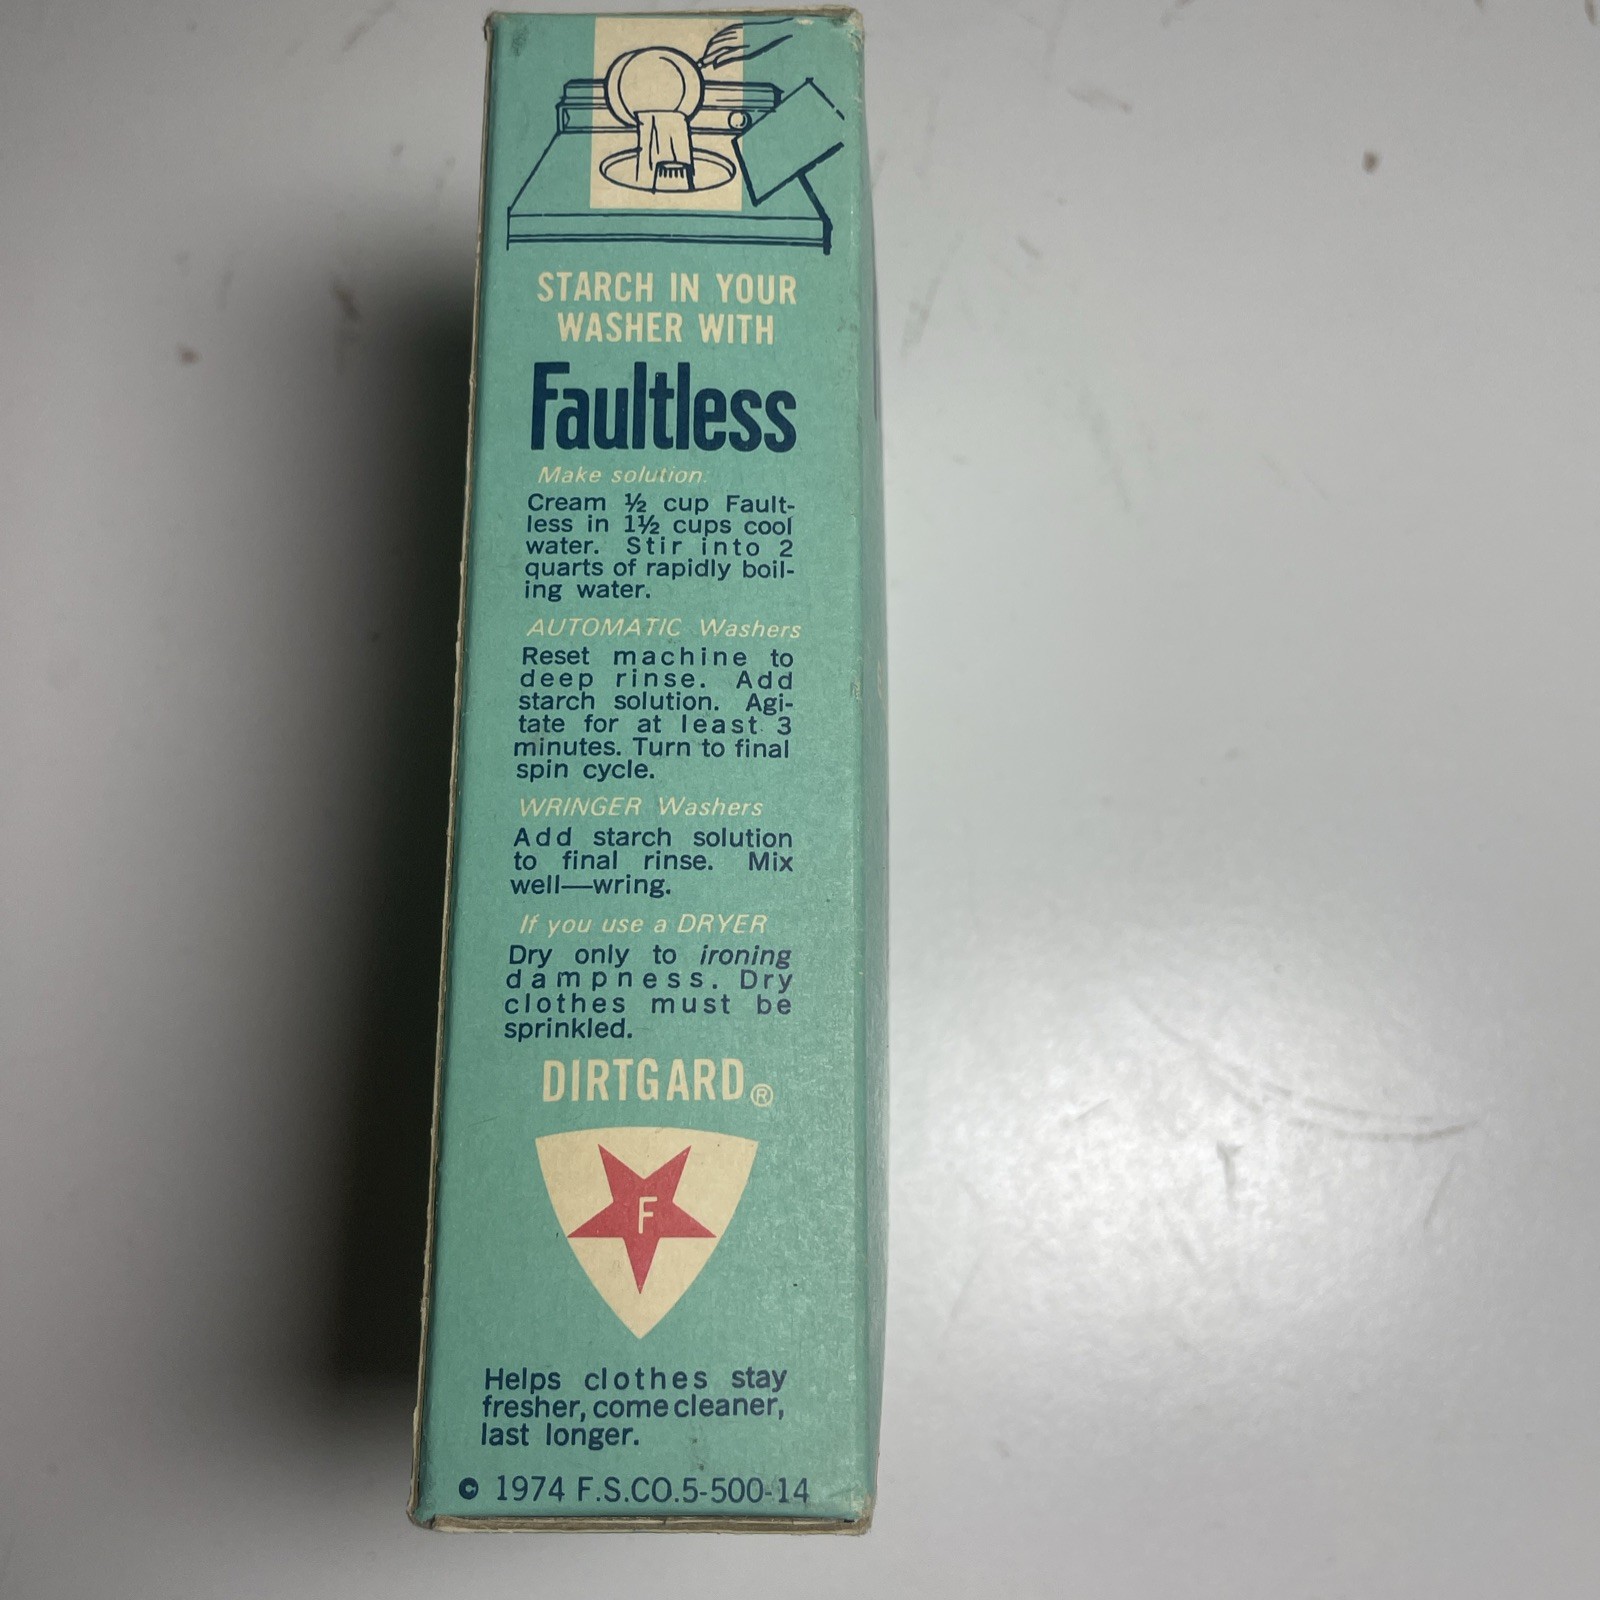 STARCH IN YOUR
WASHER WITH
Faultless
Make solution:
Cream ½ cup Fault-
less in 1½ cups cool
water. Stir into 2
quarts of rapidly boil-
ing water.
AUTOMATIC Washers
Reset machine to
deep rinse. Add
starch solution. Agi-
tate for at least 3
minutes. Turn to final
spin cycle.
WRINGER Washers
Add starch solution
to final rinse. Mix
well—wring.
If you use a DRYER
Dry only to ironing
dampness. Dry
clothes must be
sprinkled.
DIRTGARD®
F
Helps clothes stay
fresher, come cleaner,
last longer.
© 1974 F.S.CO.5-500-14